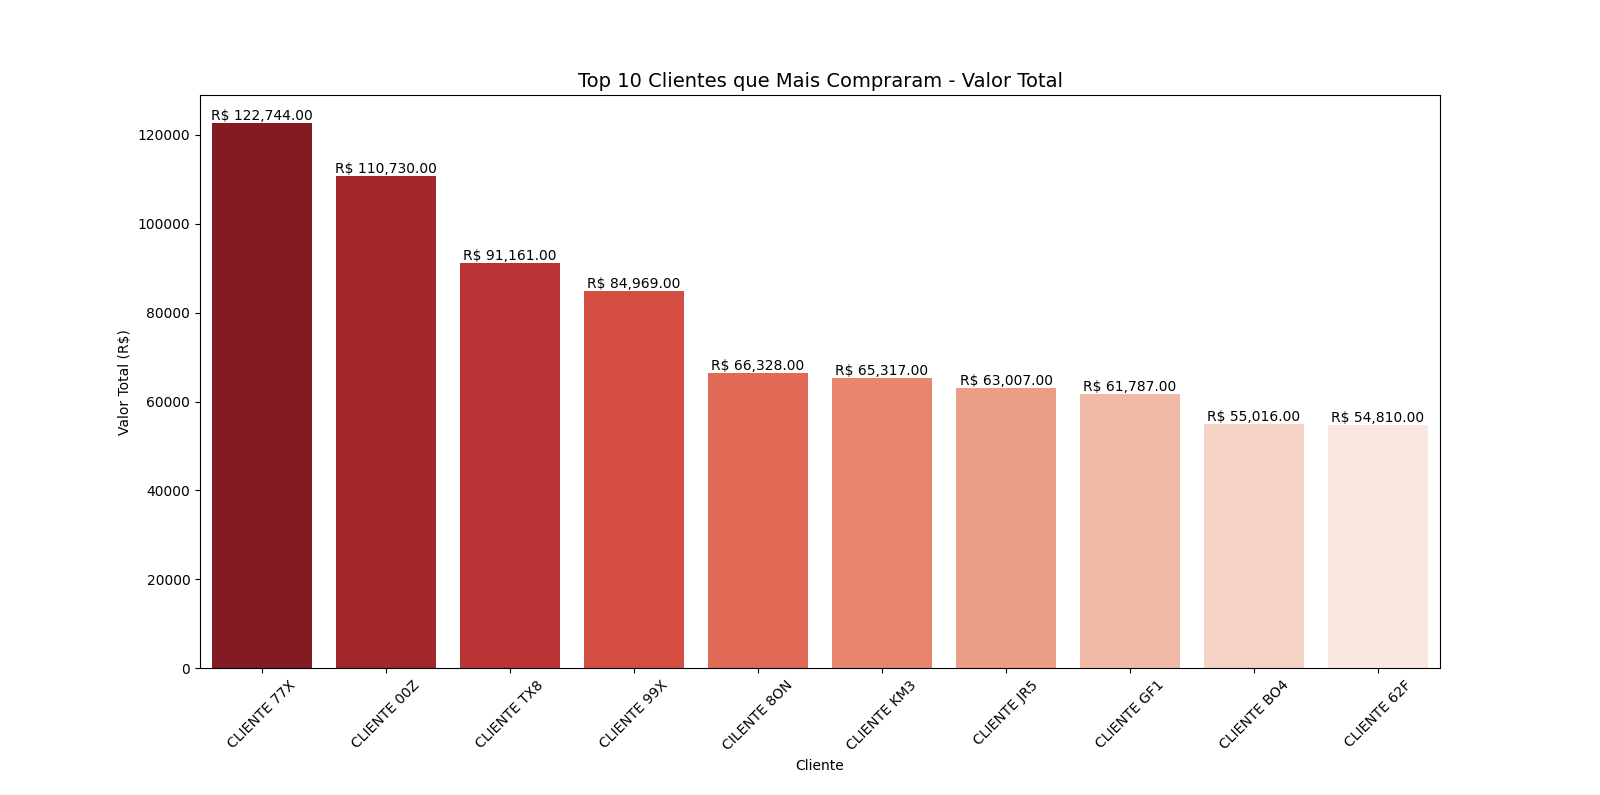 Top 10 Clientes que Mais Compraram - Valor Total
R$ 122,744.00
R$ 110,730.00
R$ 91,161.00
R$ 84,969.00
R$ 66,328.00
R$ 65,317.00
R$ 63,007.00
R$ 61,787.00
R$ 55,016.00
R$ 54,810.00
120000
100000
80000
60000
40000
20000
0
Valor Total (R$)
CLIENTE 77X
CLIENTE 00Z
CLIENTE TX8
CLIENTE 99X
CILENTE 8ON
CLIENTE KM3
CLIENTE JR5
CLIENTE GF1
CLIENTE BO4
CLIENTE 62F
Cliente